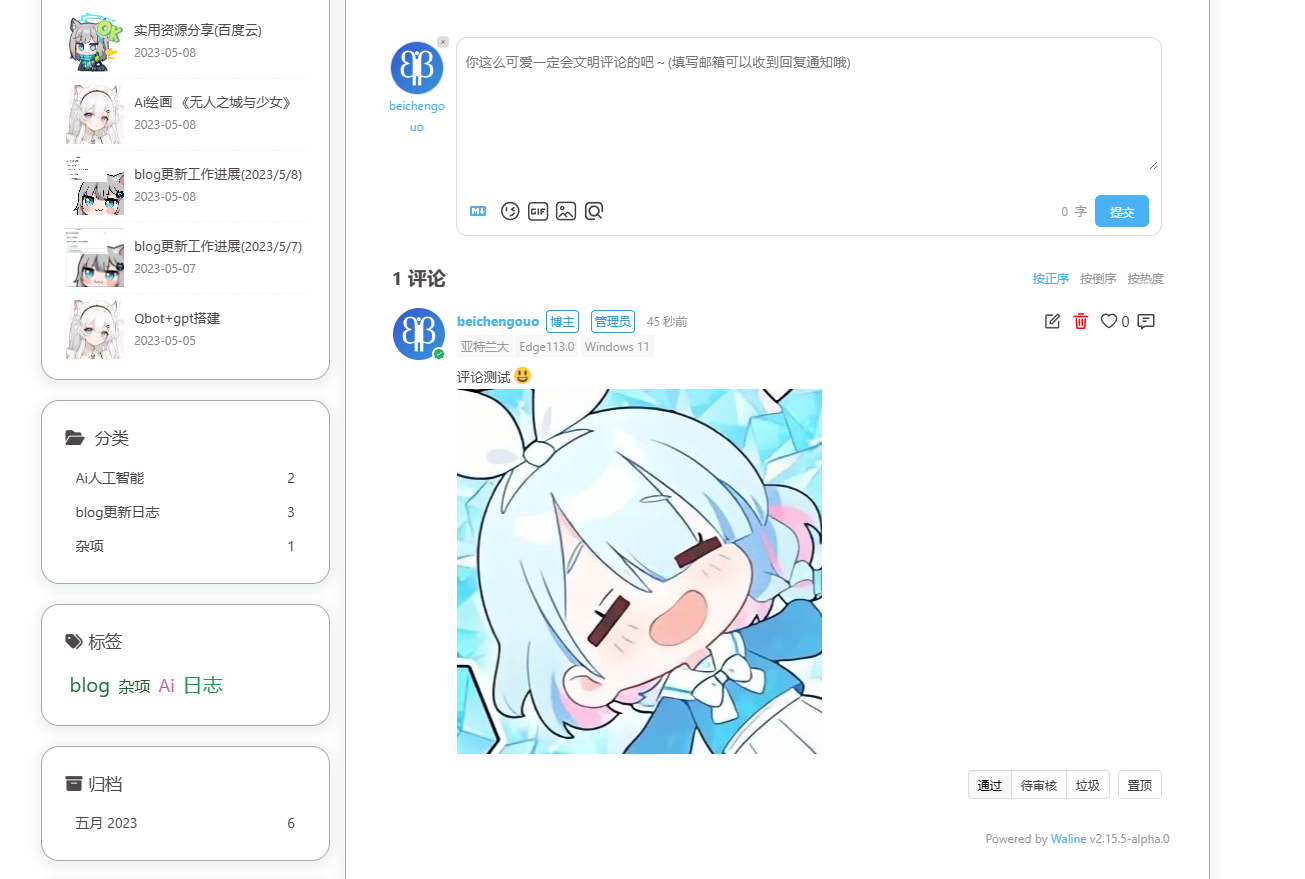 实用资源分享(百度云)
2023-05-08
Ai绘画 《无人之城与少女》
2023-05-08
blog更新工作进展(2023/5/8)
2023-05-08
blog更新工作进展(2023/5/7)
2023-05-07
Qbot+gpt搭建
2023-05-05
分类
Ai人工智能 2
blog更新日志 3
杂项 1
标签
blog 杂项 Ai 日志
归档
五月 2023 6
beichengo
uo
你这么可爱一定会文明评论的吧～(填写邮箱可以收到回复通知哦)
GIF
0 字 提交
1 评论
按正序 按倒序 按热度
beichengouo 博主 管理员 45 秒前
0
亚特兰大 Edge113.0 Windows 11
评论测试
通过 待审核 垃圾 置顶
Powered by Waline v2.15.5-alpha.0